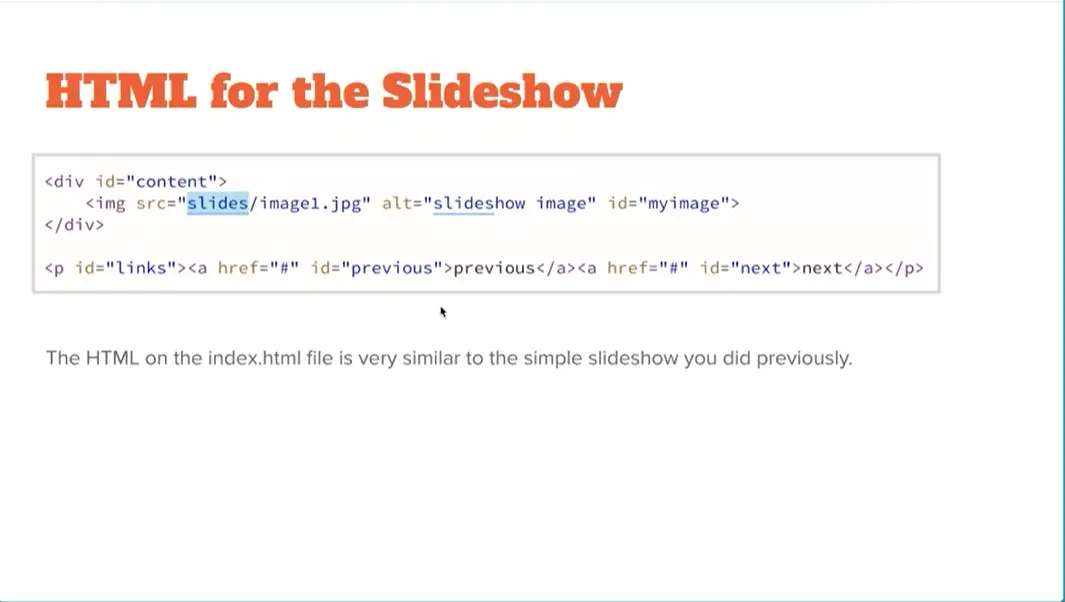 HTML for the Slideshow
<div id="content">
    <img src="slides/image1.jpg" alt="slideshow image" id="myimage">
</div>
<p id="links"><a href="#" id="previous">previous</a><a href="#" id="next">next</a></p>
The HTML on the index.html file is very similar to the simple slideshow you did previously.